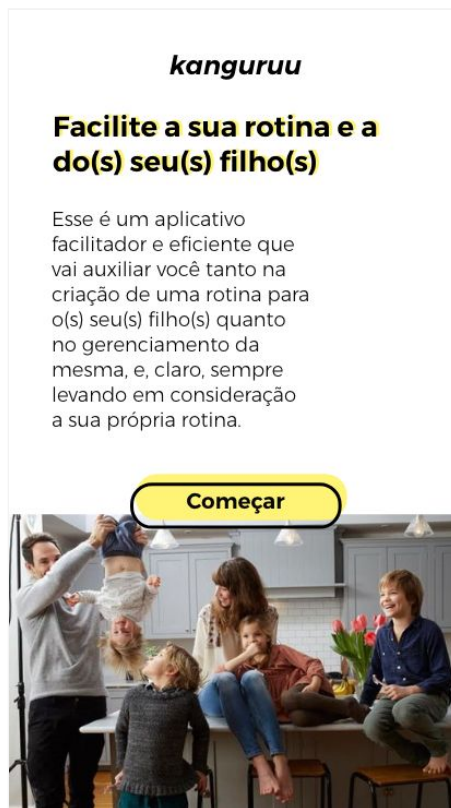 kanguruu
Facilite a sua rotina e a
do(s) seu(s) filho(s)
Esse é um aplicativo
facilitador e eficiente que
vai auxiliar você tanto na
criação de uma rotina para
o(s) seu(s) filho(s) quanto
no gerenciamento da
mesma, e, claro, sempre
levando em consideração
a sua própria rotina.
Começar